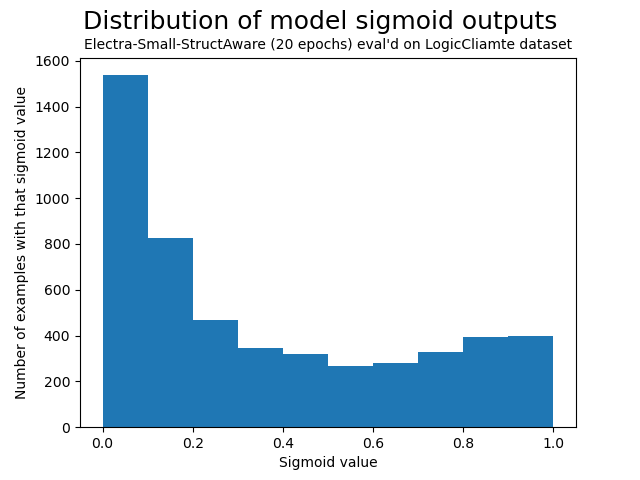 Distribution of model sigmoid outputs
Electra-Small-StructAware (20 epochs) eval'd on LogicCliamte dataset
1600
1400
1200
1000
800
600
400
200
0
Number of examples with that sigmoid value
0.0 0.2 0.4 0.6 0.8 1.0
Sigmoid value